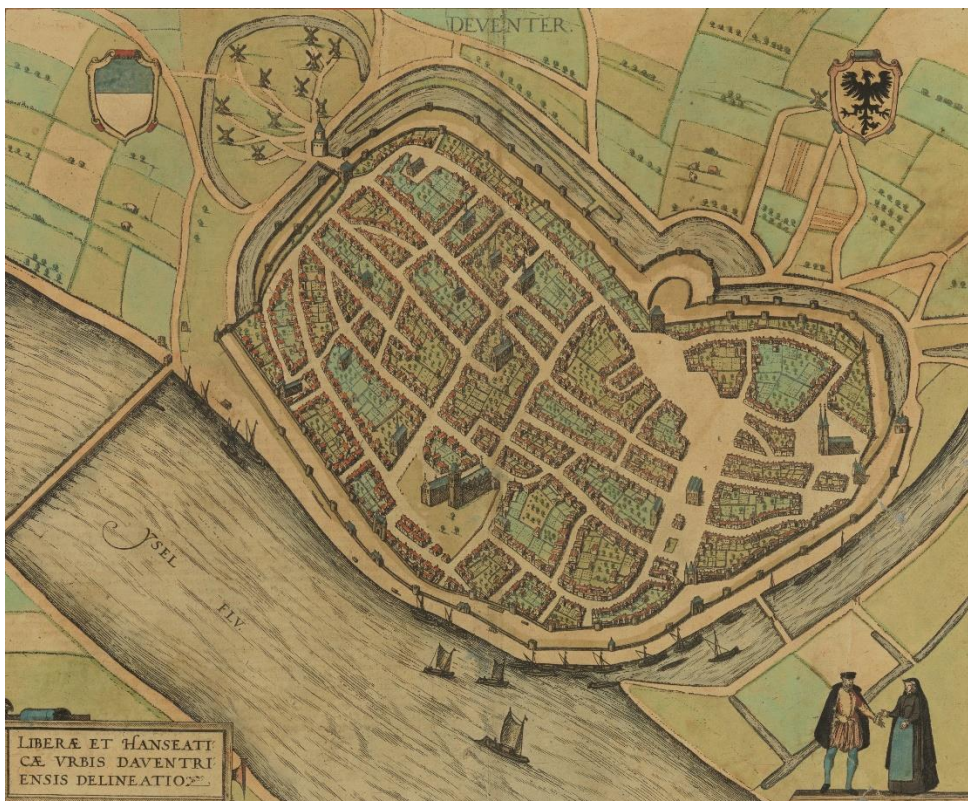 DEVENTER.
YSEL
FLV.
LIBERÆ ET HANSEATI
CÆ VRBIS DAVENTRI
ENSIS DELINEATIO.